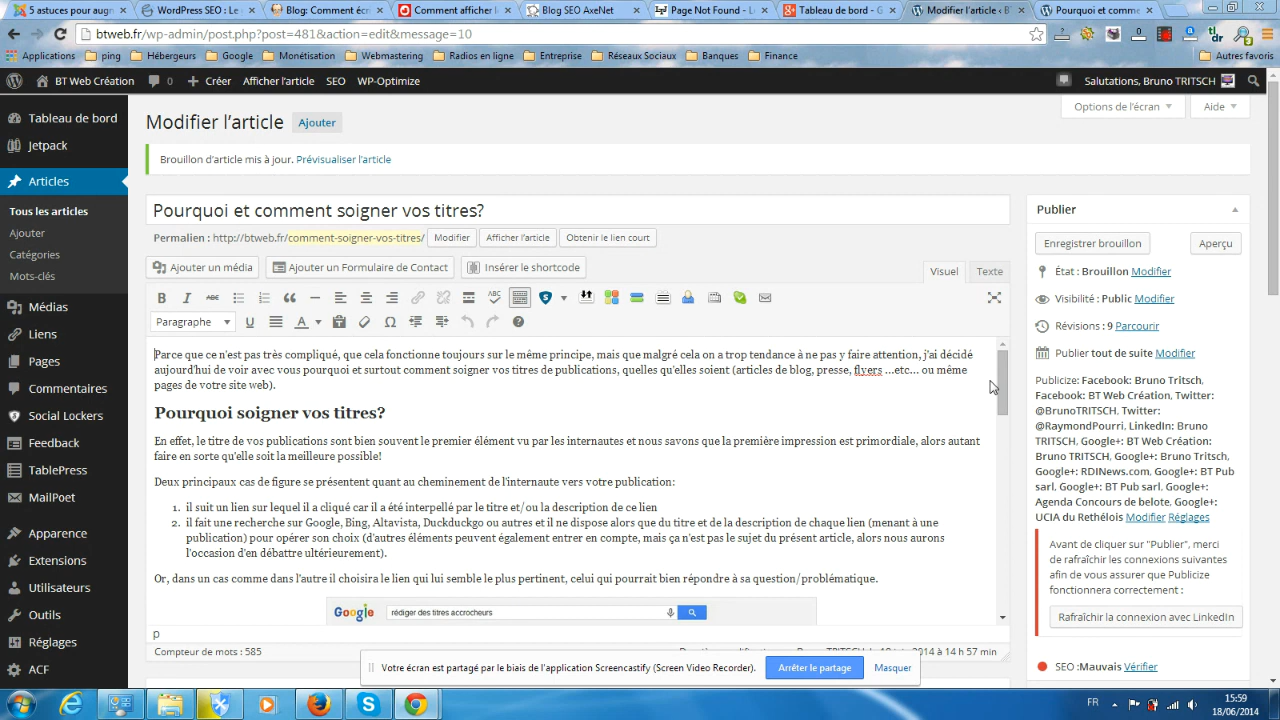 5 astuces pour augm
WordPress SEO : Le
Blog: Comment écri
Comment afficher l
Blog SEO AxeNet
Page Not Found - L
Tableau de bord - G
Modifier l'article ‹ B
Pourquoi et comme
btweb.fr/wp-admin/post.php?post=481&action=edit&message=10
Applications ping Hébergeurs Google Monétisation Webmastering Radios en ligne Entreprise Réseaux Sociaux Banques Finance Autres favoris
BT Web Création 0 Créer Afficher l'article SEO WP-Optimize Salutations, Bruno TRITSCH
Options de l'écran Aide
Tableau de bord
Jetpack
Articles
Tous les articles
Ajouter
Catégories
Mots-clés
Médias
Liens
Pages
Commentaires
Social Lockers
Feedback
TablePress
MailPoet
Apparence
Extensions
Utilisateurs
Outils
Réglages
ACF
Modifier l'article Ajouter
Brouillon d'article mis à jour. Prévisualiser l'article
Pourquoi et comment soigner vos titres?
Permalien : http://btweb.fr/comment-soigner-vos-titres/ Modifier Afficher l'article Obtenir le lien court
Ajouter un média Ajouter un Formulaire de Contact Insérer le shortcode Visuel Texte
B I ABC ABC
Paragraphe U A Ω
Parce que ce n'est pas très compliqué, que cela fonctionne toujours sur le même principe, mais que malgré cela on a trop tendance à ne pas y faire attention, j'ai décidé
aujourd'hui de voir avec vous pourquoi et surtout comment soigner vos titres de publications, quelles qu'elles soient (articles de blog, presse, flyers ...etc... ou même
pages de votre site web).
Pourquoi soigner vos titres?
En effet, le titre de vos publications sont bien souvent le premier élément vu par les internautes et nous savons que la première impression est primordiale, alors autant
faire en sorte qu'elle soit la meilleure possible!
Deux principaux cas de figure se présentent quant au cheminement de l'internaute vers votre publication:
1. il suit un lien sur lequel il a cliqué car il a été interpellé par le titre et/ou la description de ce lien
2. il fait une recherche sur Google, Bing, Altavista, Duckduckgo ou autres et il ne dispose alors que du titre et de la description de chaque lien (menant à une
publication) pour opérer son choix (d'autres éléments peuvent également entrer en compte, mais ça n'est pas le sujet du présent article, alors nous aurons
l'occasion d'en débattre ultérieurement).
Or, dans un cas comme dans l'autre il choisira le lien qui lui semble le plus pertinent, celui qui pourrait bien répondre à sa question/problématique.
Google rédiger des titres accrocheurs
p
Compteur de mots : 585
14 h 57 min
Votre écran est partagé par le biais de l'application Screencastify (Screen Video Recorder). Arrêter le partage Masquer
Publier
Enregistrer brouillon Aperçu
État : Brouillon Modifier
Visibilité : Public Modifier
Révisions : 9 Parcourir
Publier tout de suite Modifier
Publicize: Facebook: Bruno Tritsch,
Facebook: BT Web Création, Twitter:
@BrunoTRITSCH, Twitter:
@RaymondPourri, LinkedIn: Bruno
TRITSCH, Google+: BT Web Création:
Bruno TRITSCH, Google+: Bruno Tritsch,
Google+: RDINews.com, Google+: BT Pub
sarl, Google+: BT Pub sarl, Google+:
Agenda Concours de belote, Google+:
UCIA du Rethélois Modifier Réglages
Avant de cliquer sur "Publier", merci
de rafraîchir les connexions suivantes
afin de vous assurer que Publicize
fonctionnera correctement :
Rafraîchir la connexion avec LinkedIn
SEO :Mauvais Vérifier
FR
15:59
18/06/2014